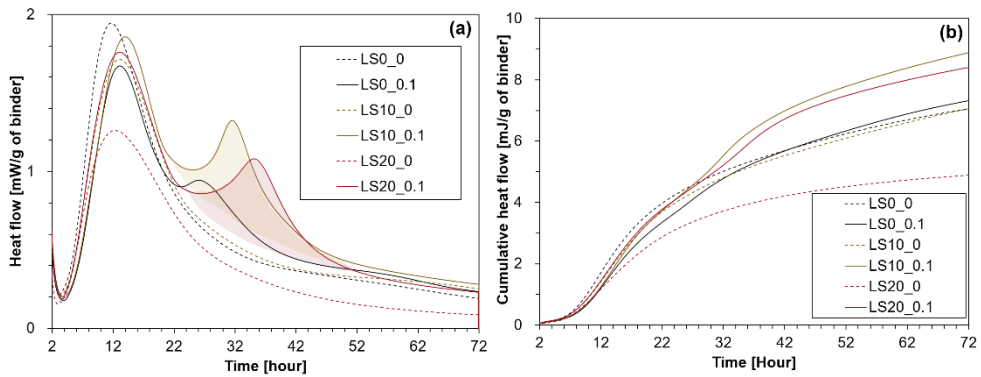 (a)
Heat flow [mW/g of binder]
2
1
0
LS0_0
LS0_0.1
LS10_0
LS10_0.1
LS20_0
LS20_0.1
2 12 22 32 42 52 62 72
Time [hour]
(b)
Cumulative heat flow [mJ/g of binder]
10
8
6
4
2
0
LS0_0
LS0_0.1
LS10_0
LS10_0.1
LS20_0
LS20_0.1
2 12 22 32 42 52 62 72
Time [Hour]